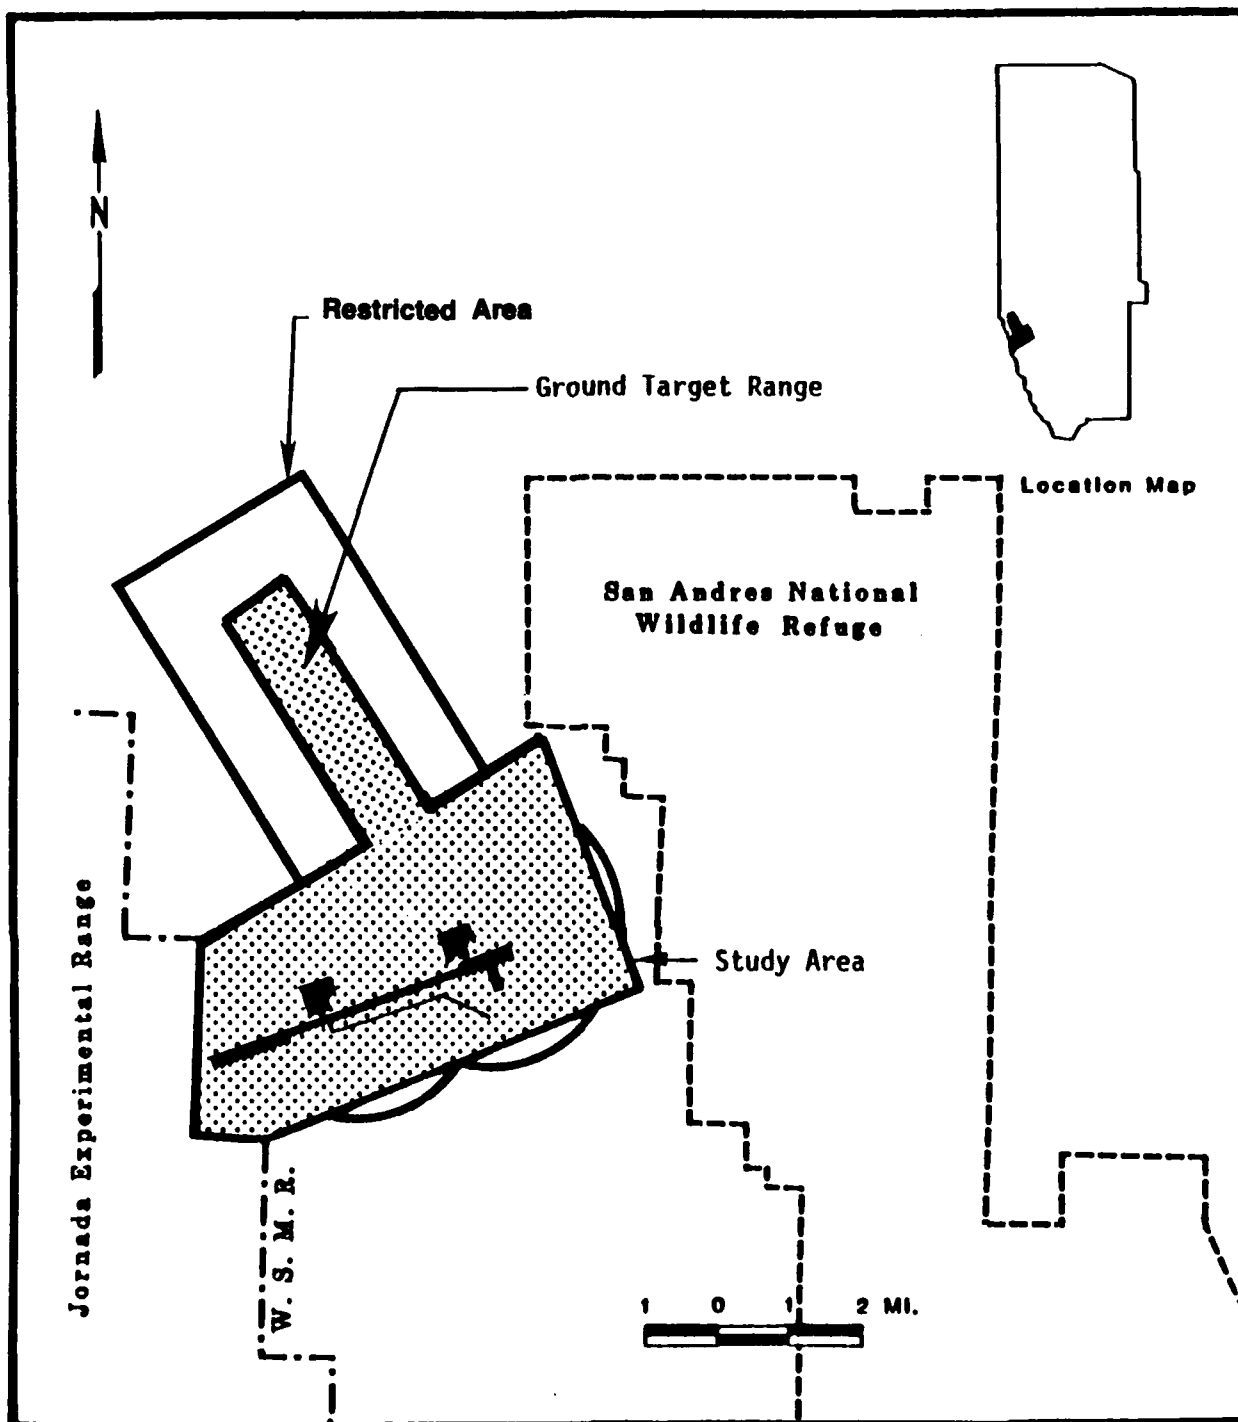 N
Restricted Area
Ground Target Range
Location Map
San Andres National
Wildlife Refuge
Study Area
Jornada Experimental Range
W. S. M. R.
1 0 1 2 MI.